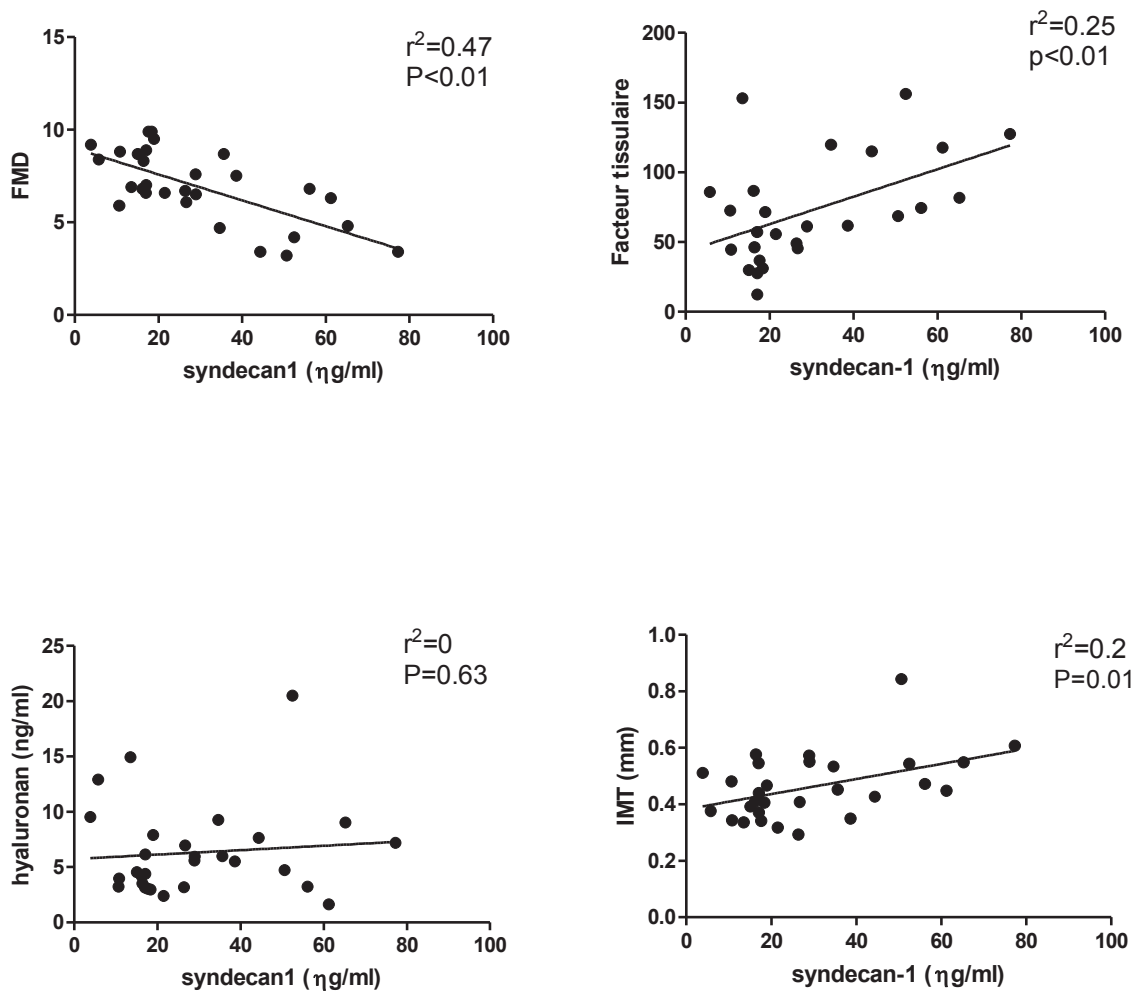 r²=0.47
P<0.01
15
10
5
0
FMD
0 20 40 60 80 100
syndecan1 (ηg/ml)
r²=0.25
p<0.01
200
150
100
50
0
Facteur tissulaire
0 20 40 60 80 100
syndecan-1 (ηg/ml)
r²=0
P=0.63
25
20
15
10
5
0
hyaluronan (ng/ml)
0 20 40 60 80 100
syndecan1 (ηg/ml)
r²=0.2
P=0.01
1.0
0.8
0.6
0.4
0.2
0.0
IMT (mm)
0 20 40 60 80 100
syndecan-1 (ηg/ml)